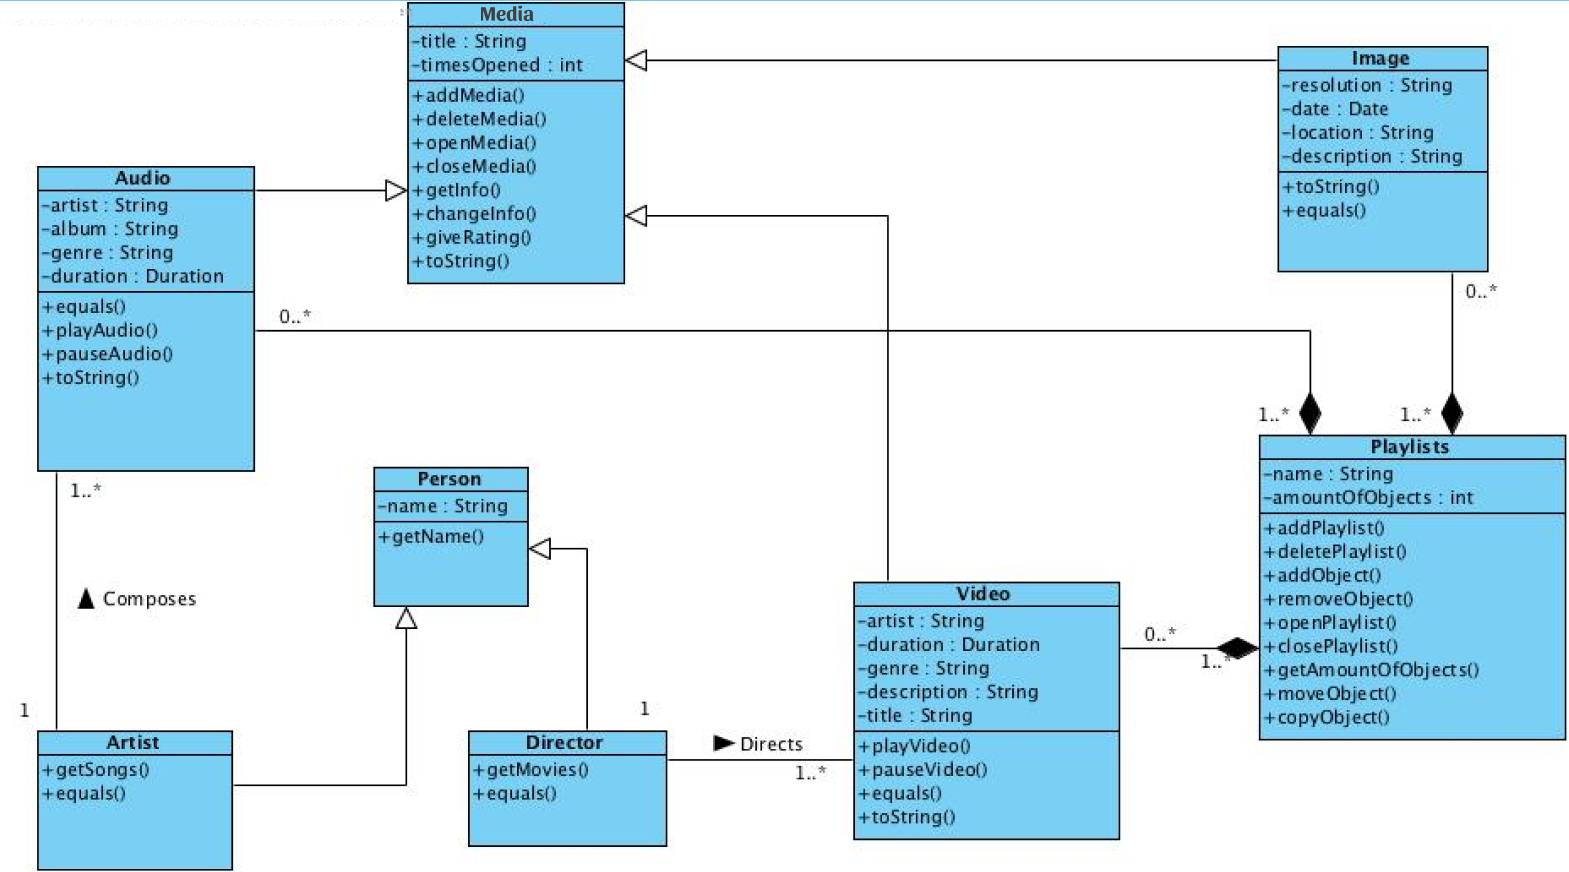 Media
-title : String
-timesOpened : int
+addMedia()
+deleteMedia()
+openMedia()
+closeMedia()
+getInfo()
+changeInfo()
+giveRating()
+toString()
Image
-resolution : String
-date : Date
-location : String
-description : String
+toString()
+equals()
0..*
Audio
-artist : String
-album : String
-genre : String
-duration : Duration
+equals()
+playAudio()
+pauseAudio()
+toString()
0..*
1..*
1..*
1..*
Playlists
-name : String
-amountOfObjects : int
+addPlaylist()
+deletePlaylist()
+addObject()
+removeObject()
+openPlaylist()
+closePlaylist()
+getAmountOfObjects()
+moveObject()
+copyObject()
Person
-name : String
+getName()
Composes
1
Artist
+getSongs()
+equals()
1
Director
+getMovies()
+equals()
Directs
1..*
Video
-artist : String
-duration : Duration
-genre : String
-description : String
-title : String
+playVideo()
+pauseVideo()
+equals()
+toString()
0..*
1..*